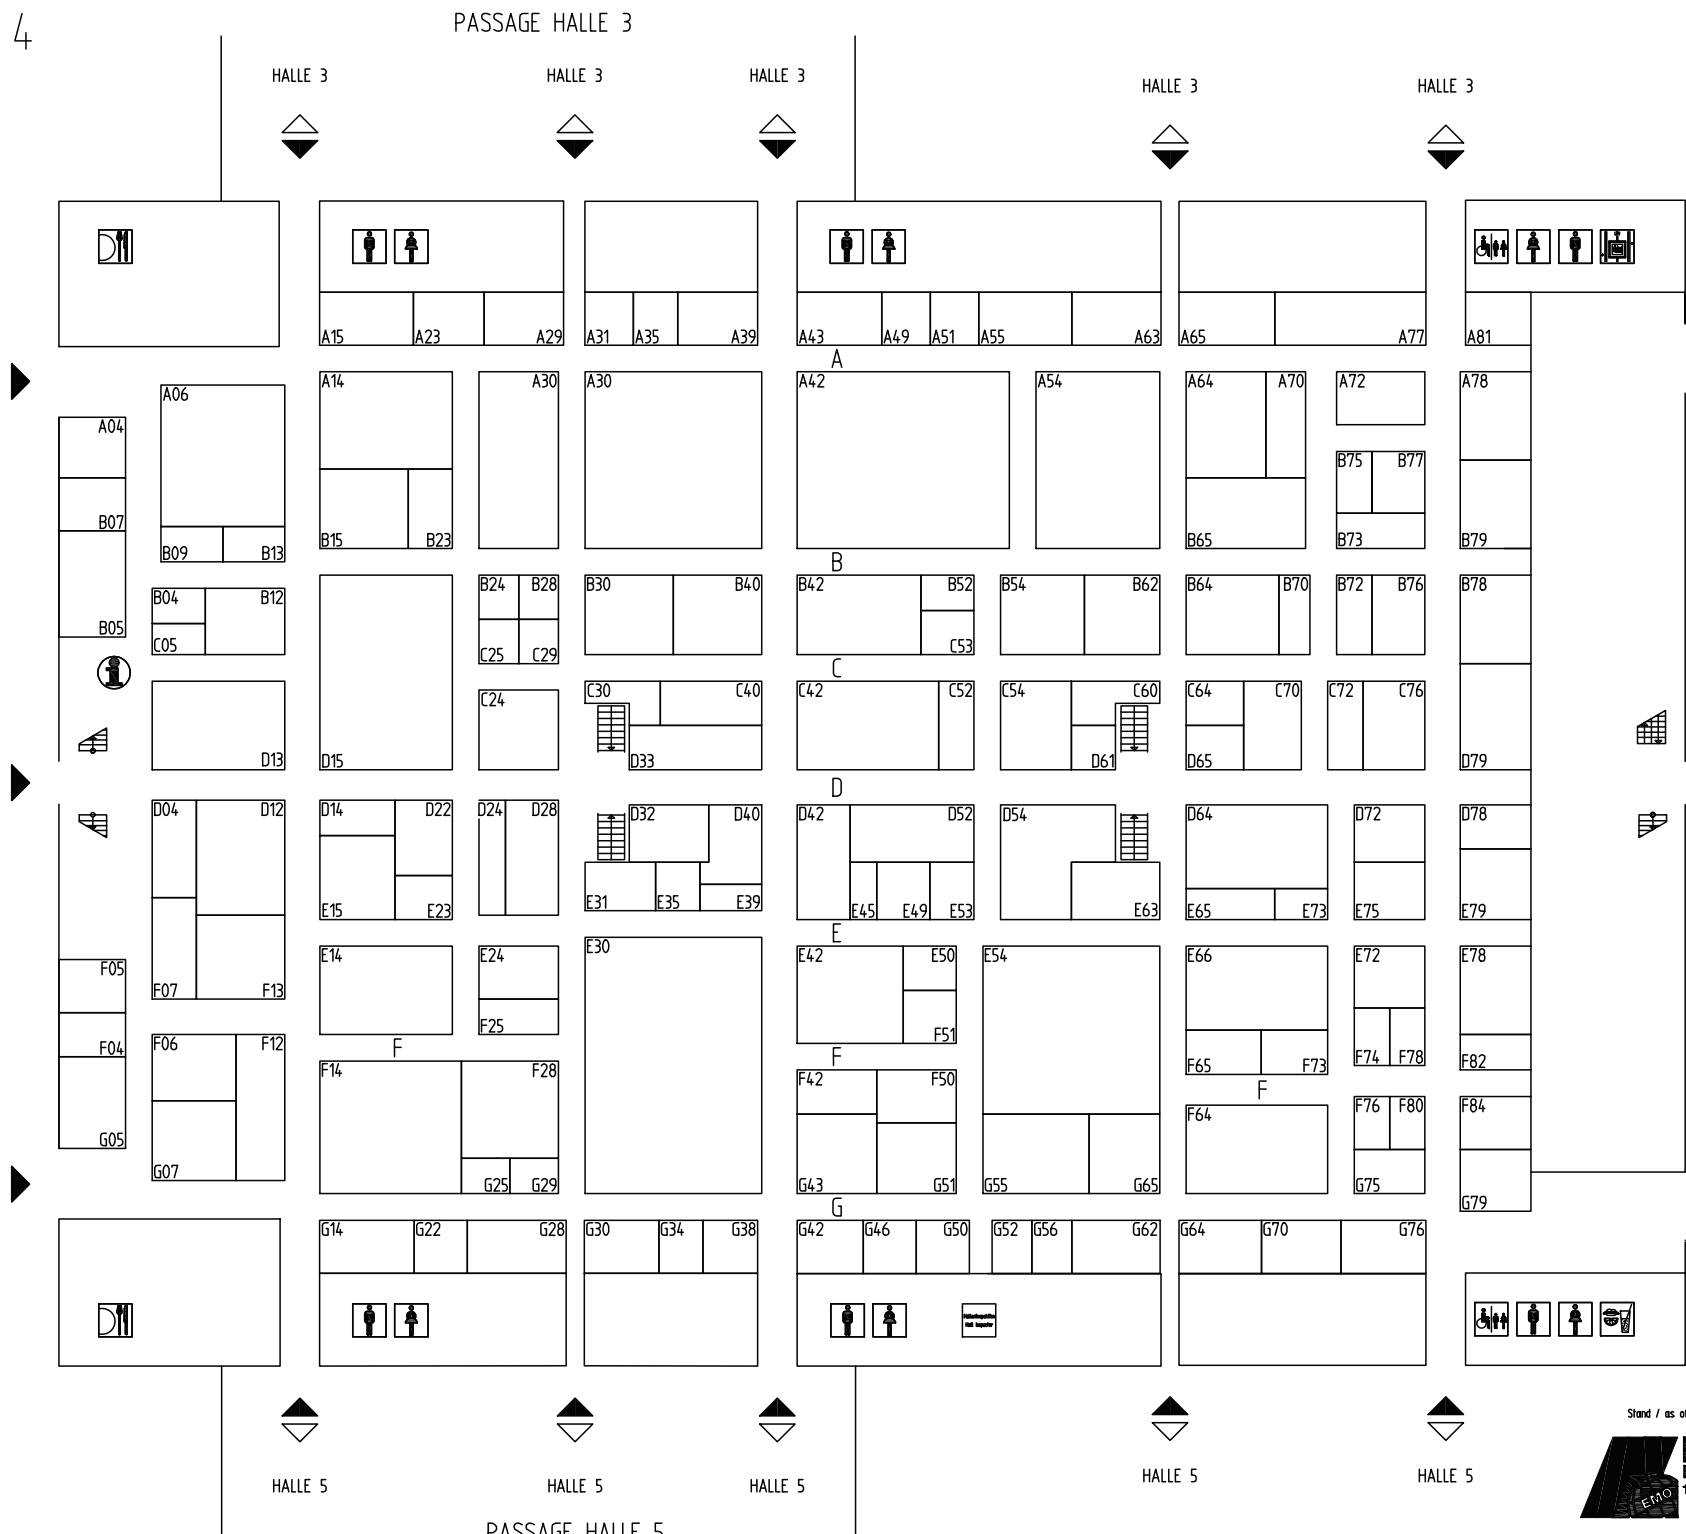 4
PASSAGE HALLE 3
HALLE 3 HALLE 3 HALLE 3 HALLE 3 HALLE 3
A15 A23 A29 A31 A35 A39 A43 A49 A51 A55 A63 A65 A77 A81
A
A06 A14 A30 A30 A42 A54 A64 A70 A72 A78
A04
B75 B77
B07
B09 B13 B15 B23 B65 B73 B79
B
B04 B12 B24 B28 B30 B40 B42 B52 B54 B62 B64 B70 B72 B76 B78
B05
C05 C25 C29 C53
C
C24 C30 C40 C42 C52 C54 C60 C64 C70 C72 C76
D13 D15 D33 D61 D65 D79
D
D04 D12 D14 D22 D24 D28 D32 D40 D42 D52 D54 D64 D72 D78
E15 E23 E31 E35 E39 E45 E49 E53 E63 E65 E73 E75 E79
E
E14 E24 E30 E42 E50 E54 E66 E72 E78
F05
F07 F13
F25 F51
F04 F06 F12
F F
F65 F73 F74 F78 F82
F
F14 F28 F42 F50 F64 F76 F80 F84
G05
G07 G25 G29 G43 G51 G55 G65 G75 G79
G
G14 G22 G28 G30 G34 G38 G42 G46 G50 G52 G56 G62 G64 G70 G76
HALLE 5 HALLE 5 HALLE 5 HALLE 5 HALLE 5
PASSAGE HALLE 5
Stand / as
EMO